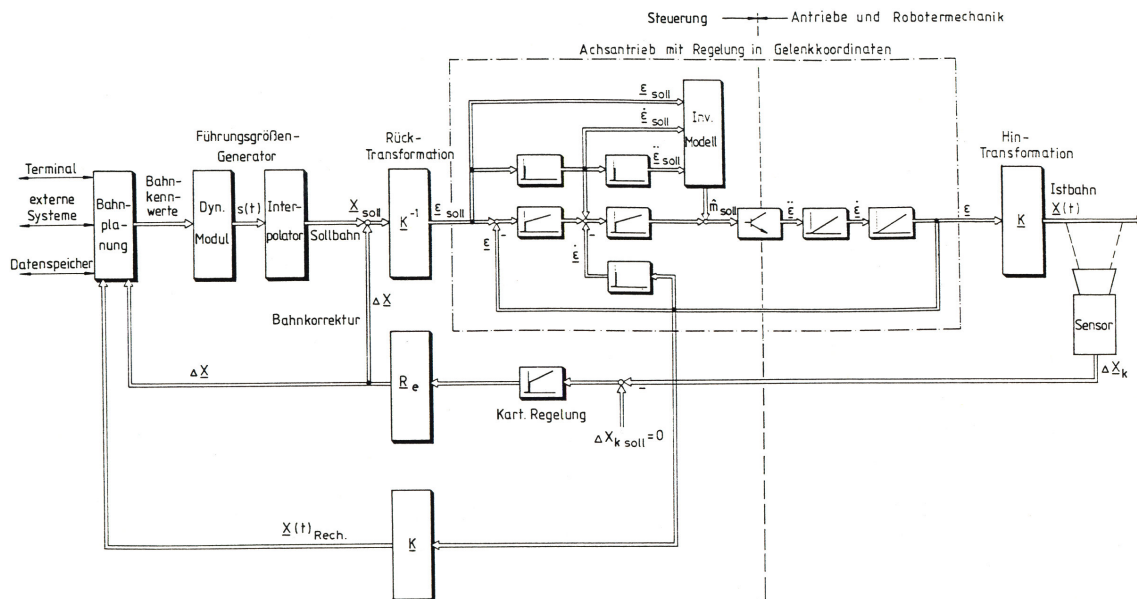 Steuerung
Antriebe und Robotermechanik
Achsantrieb mit Regelung in Gelenkkoordinaten
ε soll
ε̇ soll
ε̈ soll
Inv.
Modell
Führungsgrößen-
Generator
Rück-
Transformation
Hin-
Transformation
Terminal
externe
Systeme
Datenspeicher
Bahn-
pla-
nung
Bahn-
kennwerte
Dyn.
Modul
s(t)
Inter-
polator
X soll
Sollbahn
K⁻¹
ε soll
ε
-
ε̇
-
m̂ soll
ε̈
ε̇
ε
K
Istbahn
X(t)
Sensor
ΔX
Bahnkorrektur
ΔX
R e
Kart. Regelung
-
ΔX k soll = 0
ΔX k
X(t) Rech.
K